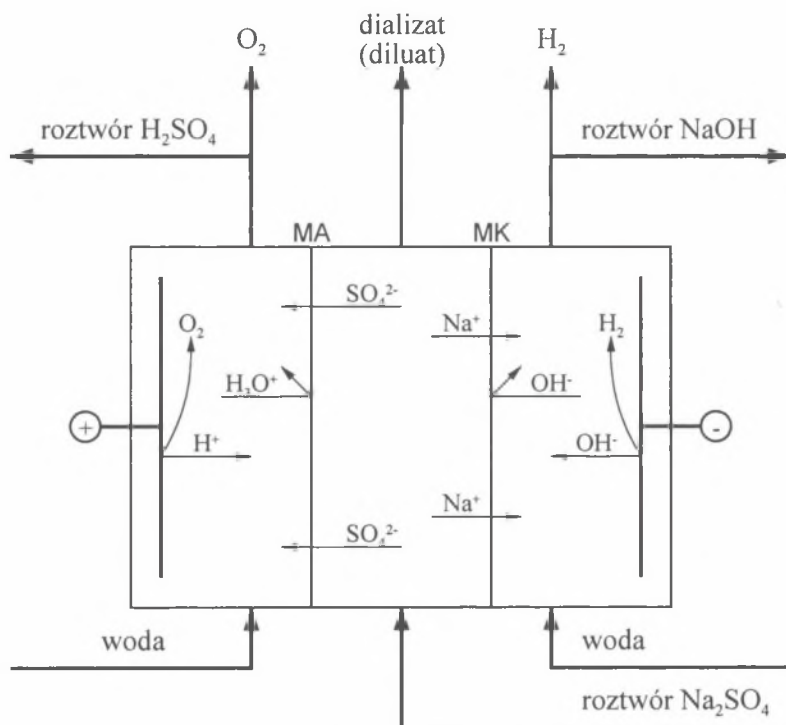 O₂
dializat
(diluat)
H₂
roztwór H₂SO₄
roztwór NaOH
MA
MK
SO₄²⁻
Na⁺
O₂
H₂
H₃O⁺
OH⁻
+
-
H⁺
OH⁻
Na⁺
SO₄²⁻
woda
woda
roztwór Na₂SO₄